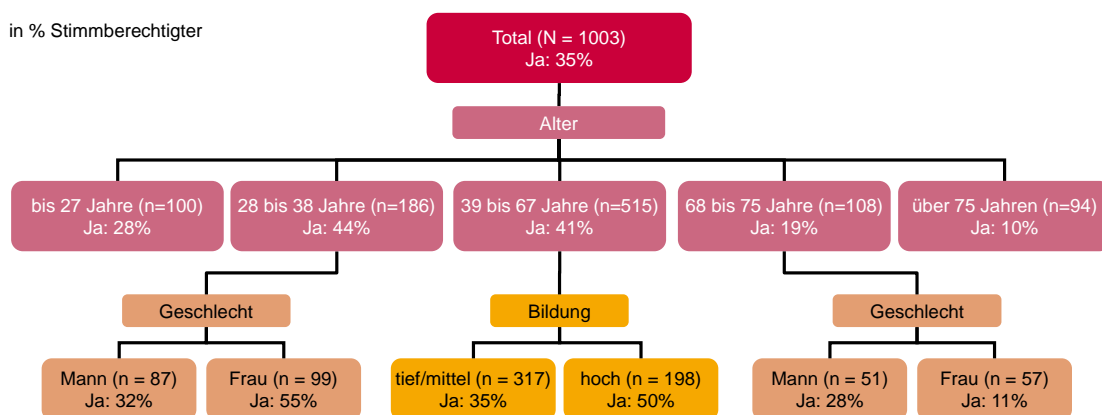 in % Stimmberechtigter
Total (N = 1003)
Ja: 35%
Alter
bis 27 Jahre (n=100)
Ja: 28%
28 bis 38 Jahre (n=186)
Ja: 44%
39 bis 67 Jahre (n=515)
Ja: 41%
68 bis 75 Jahre (n=108)
Ja: 19%
über 75 Jahren (n=94)
Ja: 10%
Geschlecht
Bildung
Geschlecht
Mann (n = 87)
Ja: 32%
Frau (n = 99)
Ja: 55%
tief/mittel (n = 317)
Ja: 35%
hoch (n = 198)
Ja: 50%
Mann (n = 51)
Ja: 28%
Frau (n = 57)
Ja: 11%